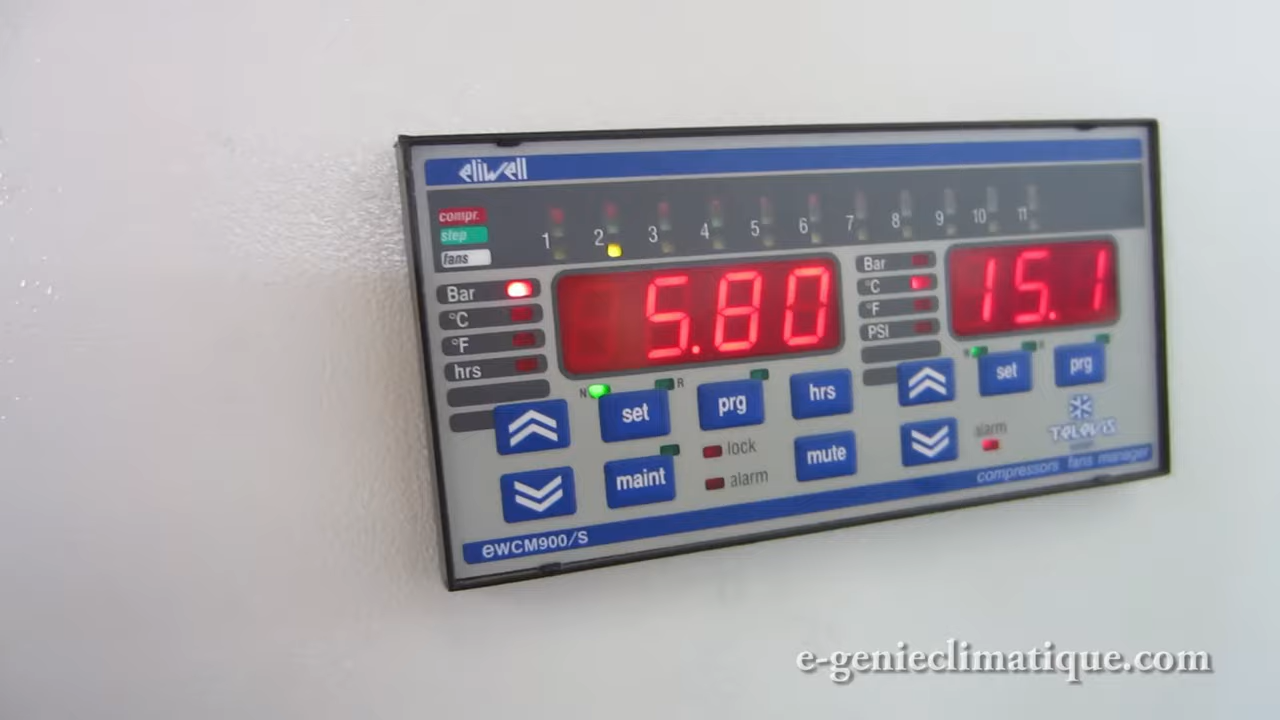 eliwell
compr.
step
fans
1 2 3 4 5 6 7 8 9 10 11
Bar
°C
°F
hrs
5.80
Bar
°C
°F
PSI
15.1
N
R
set
prg
hrs
maint
lock
alarm
mute
N
R
set
prg
alarm
TELEVIS
compressors fans manager
eWCM900/S
e-genieclimatique.com